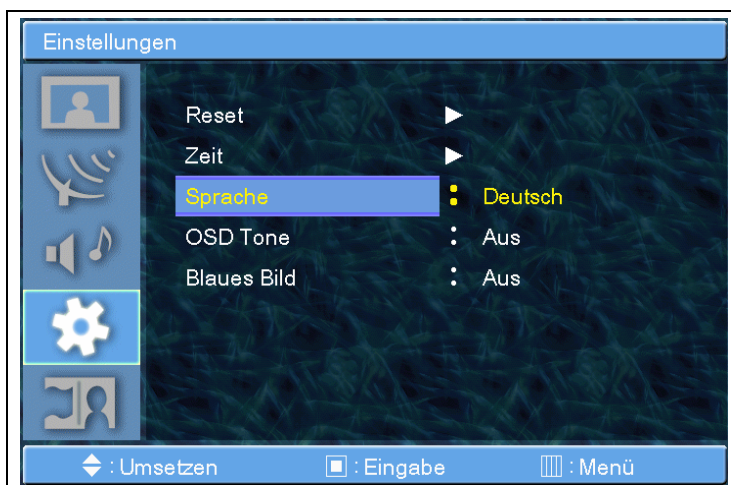 Einstellungen
Reset ▶
Zeit ▶
Sprache : Deutsch
OSD Tone : Aus
Blaues Bild : Aus
: Umsetzen : Eingabe : Menü